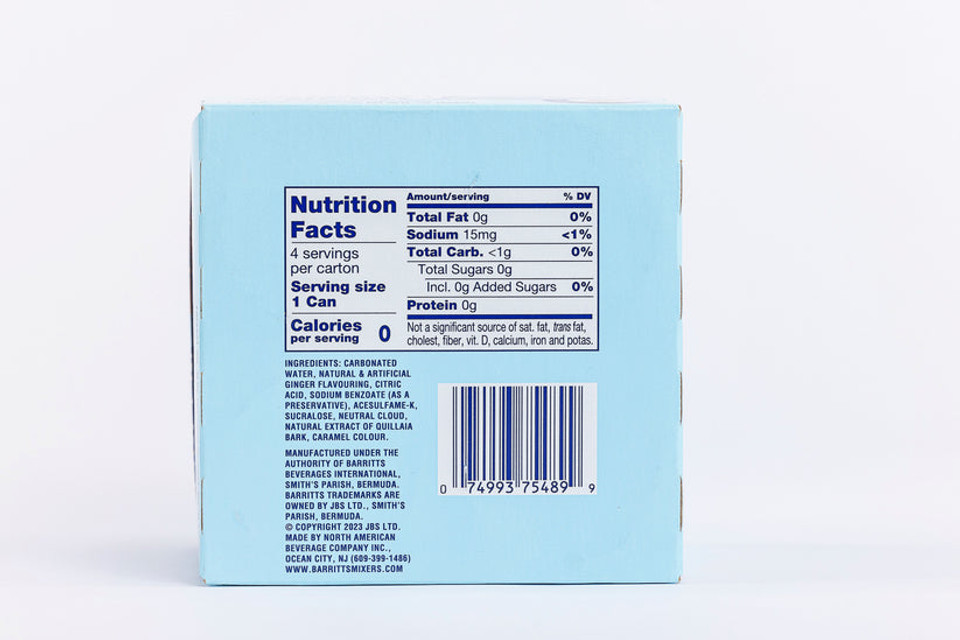 Nutrition
Facts
4 servings
per carton
Serving size
1 Can
Calories
per serving 0
Amount/serving % DV
Total Fat 0g 0%
Sodium 15mg <1%
Total Carb. <1g 0%
Total Sugars 0g
Incl. 0g Added Sugars 0%
Protein 0g
Not a significant source of sat. fat, trans fat,
cholest, fiber, vit. D, calcium, iron and potas.
INGREDIENTS: CARBONATED
WATER, NATURAL & ARTIFICIAL
GINGER FLAVOURING, CITRIC
ACID, SODIUM BENZOATE (AS A
PRESERVATIVE), ACESULFAME-K,
SUCRALOSE, NEUTRAL CLOUD,
NATURAL EXTRACT OF QUILLAIA
BARK, CARAMEL COLOUR.
MANUFACTURED UNDER THE
AUTHORITY OF BARRITTS
BEVERAGES INTERNATIONAL,
SMITH'S PARISH, BERMUDA.
BARRITTS TRADEMARKS ARE
OWNED BY JBS LTD., SMITH'S
PARISH, BERMUDA.
© COPYRIGHT 2023 JBS LTD.
MADE BY NORTH AMERICAN
BEVERAGE COMPANY INC.,
OCEAN CITY, NJ (609-399-1486)
WWW.BARRITTSMIXERS.COM
0 74993 75489 9